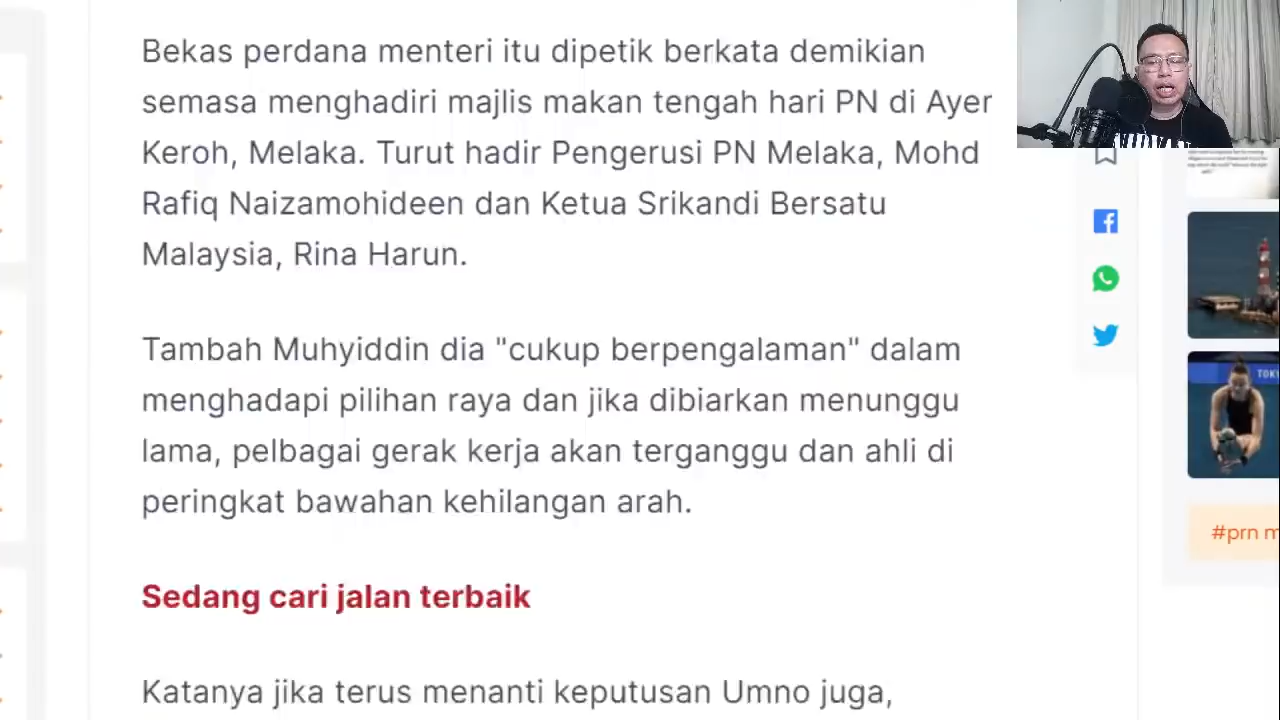 Bekas perdana menteri itu dipetik berkata demikian
semasa menghadiri majlis makan tengah hari PN di Ayer
Keroh, Melaka. Turut hadir Pengerusi PN Melaka, Mohd
Rafiq Naizamohideen dan Ketua Srikandi Bersatu
Malaysia, Rina Harun.
Tambah Muhyiddin dia "cukup berpengalaman" dalam
menghadapi pilihan raya dan jika dibiarkan menunggu
lama, pelbagai gerak kerja akan terganggu dan ahli di
peringkat bawahan kehilangan arah.
Sedang cari jalan terbaik
Katanya jika terus menanti keputusan Umno juga,
TOK
#prn m